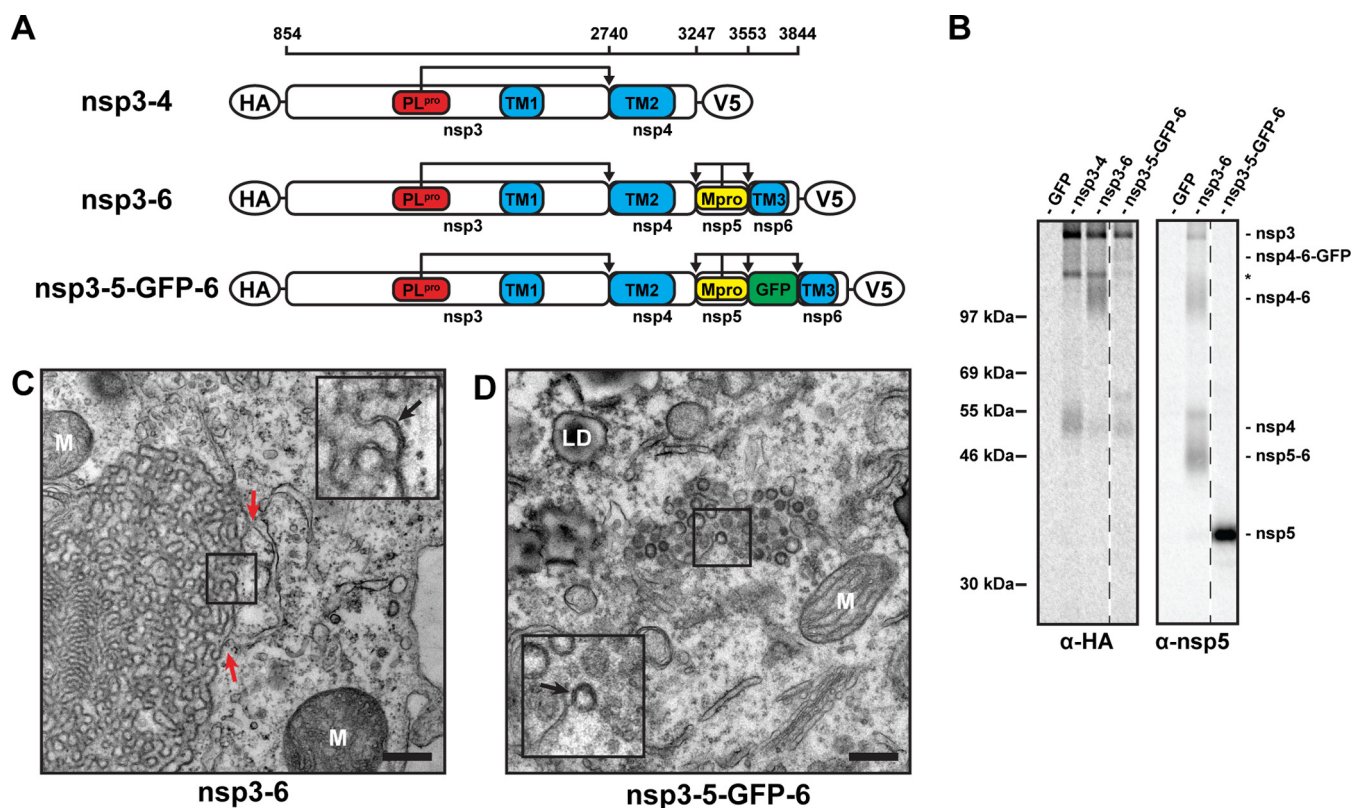 A
854 2740 3247 3553 3844
nsp3-4
HA PLpro TM1 TM2 V5
nsp3 nsp4
nsp3-6
HA PLpro TM1 TM2 Mpro TM3 V5
nsp3 nsp4 nsp5 nsp6
nsp3-5-GFP-6
HA PLpro TM1 TM2 Mpro GFP TM3 V5
nsp3 nsp4 nsp5 nsp6
B
- GFP
- nsp3-4
- nsp3-6
- nsp3-5-GFP-6
- GFP
- nsp3-6
- nsp3-5-GFP-6
97 kDa
69 kDa
55 kDa
46 kDa
30 kDa
- nsp3
- nsp4-6-GFP
*
- nsp4-6
- nsp4
- nsp5-6
- nsp5
α-HA
α-nsp5
C
M
M
nsp3-6
D
LD
M
nsp3-5-GFP-6